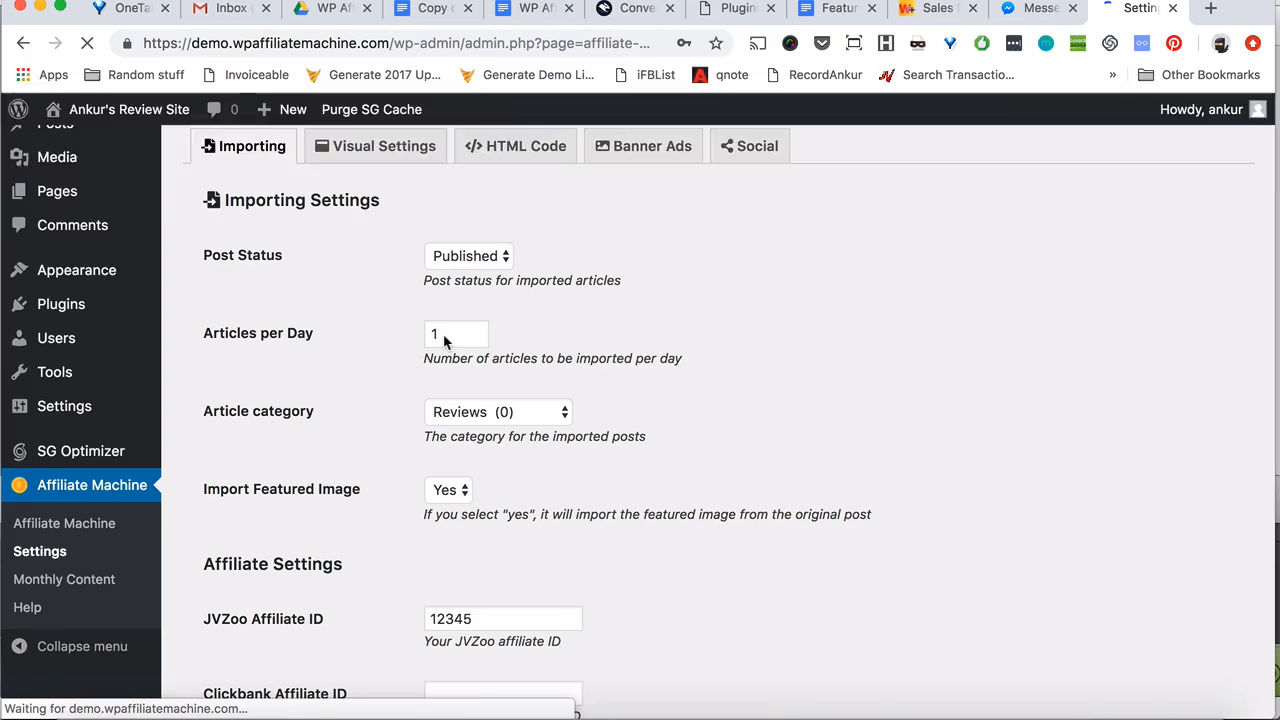 OneTa
Inbox (
WP Af
Copy c
WP Af
Conve
Plugin
Featur
Sales L
Messe
Setting
https://demo.wpaffiliatemachine.com/wp-admin/admin.php?page=affiliate-...
Apps
Random stuff
Invoiceable
Generate 2017 Up...
Generate Demo Li...
iFBList
qnote
RecordAnkur
Search Transactio...
»
Other Bookmarks
Ankur's Review Site
0
New
Purge SG Cache
Howdy, ankur
Posts
Media
Pages
Comments
Appearance
Plugins
Users
Tools
Settings
SG Optimizer
Affiliate Machine
Affiliate Machine
Settings
Monthly Content
Help
Collapse menu
Importing
Visual Settings
</> HTML Code
Banner Ads
Social
Importing Settings
Post Status
Published
Post status for imported articles
Articles per Day
1
Number of articles to be imported per day
Article category
Reviews (0)
The category for the imported posts
Import Featured Image
Yes
If you select "yes", it will import the featured image from the original post
Affiliate Settings
JVZoo Affiliate ID
12345
Your JVZoo affiliate ID
Clickbank Affiliate ID
Waiting for demo.wpaffiliatemachine.com...